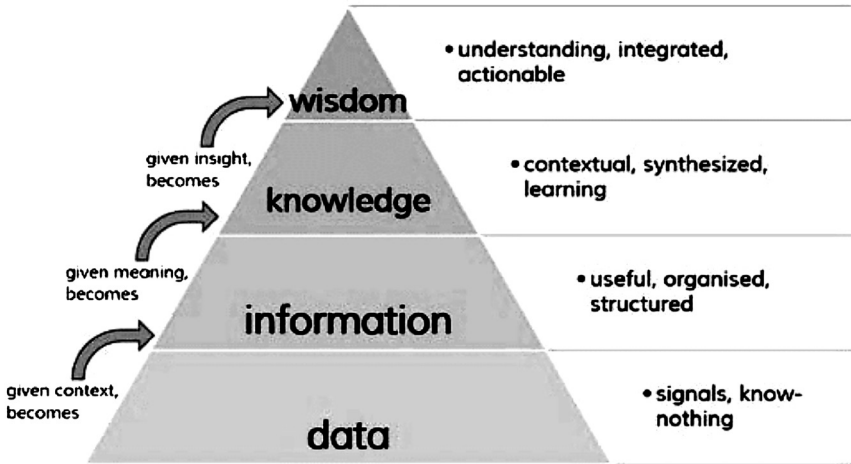 understanding, integrated,
actionable
wisdom
given insight,
becomes
contextual, synthesized,
learning
knowledge
given meaning,
becomes
useful, organised,
structured
information
given context,
becomes
signals, know-
nothing
data